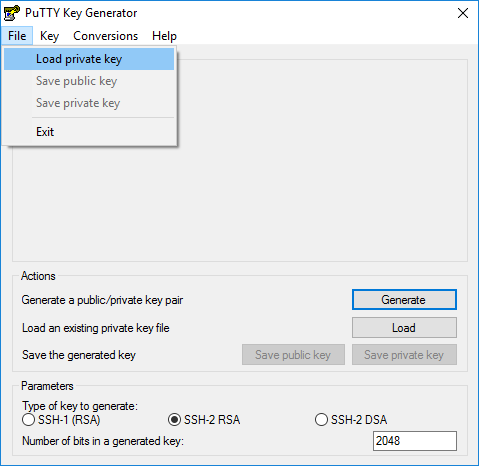 PuTTY Key Generator
File Key Conversions Help
Load private key
Save public key
Save private key
Exit
Actions
Generate a public/private key pair Generate
Load an existing private key file Load
Save the generated key Save public key Save private key
Parameters
Type of key to generate:
SSH-1 (RSA) SSH-2 RSA SSH-2 DSA
Number of bits in a generated key: 2048